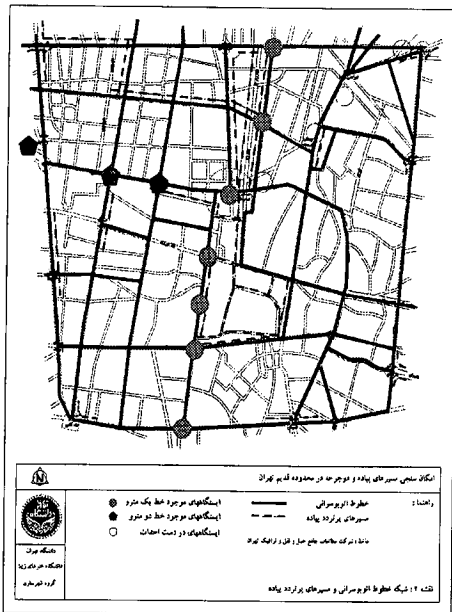 امکان سنجی مسیرهای پیاده و دوچرخه در محدوده قدیم تهران
راهنما :
خطوط اتوبوسرانی
مسیرهای پرتردد پیاده
ایستگاههای موجود خط یک مترو
ایستگاههای موجود خط دو مترو
ایستگاههای در دست احداث
ماخذ : شرکت مطالعات جامع حمل و نقل و ترافیک تهران
دانشگاه تهران
دانشکده هنرهای زیبا
گروه شهرسازی
نقشه ۲ : شبکه خطوط اتوبوسرانی و مسیرهای پرتردد پیاده